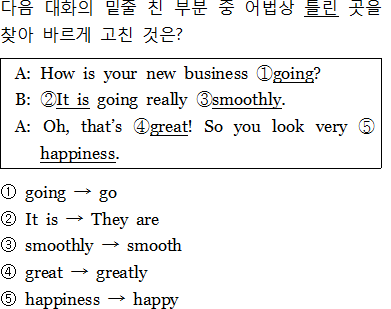 다음 대화의 밑줄 친 부분 중 어법상 틀린 곳을
찾아 바르게 고친 것은?
A: How is your new business ①going?
B: ②It is going really ③smoothly.
A: Oh, that's ④great! So you look very ⑤
happiness.
① going → go
② It is → They are
③ smoothly → smooth
④ great → greatly
⑤ happiness → happy